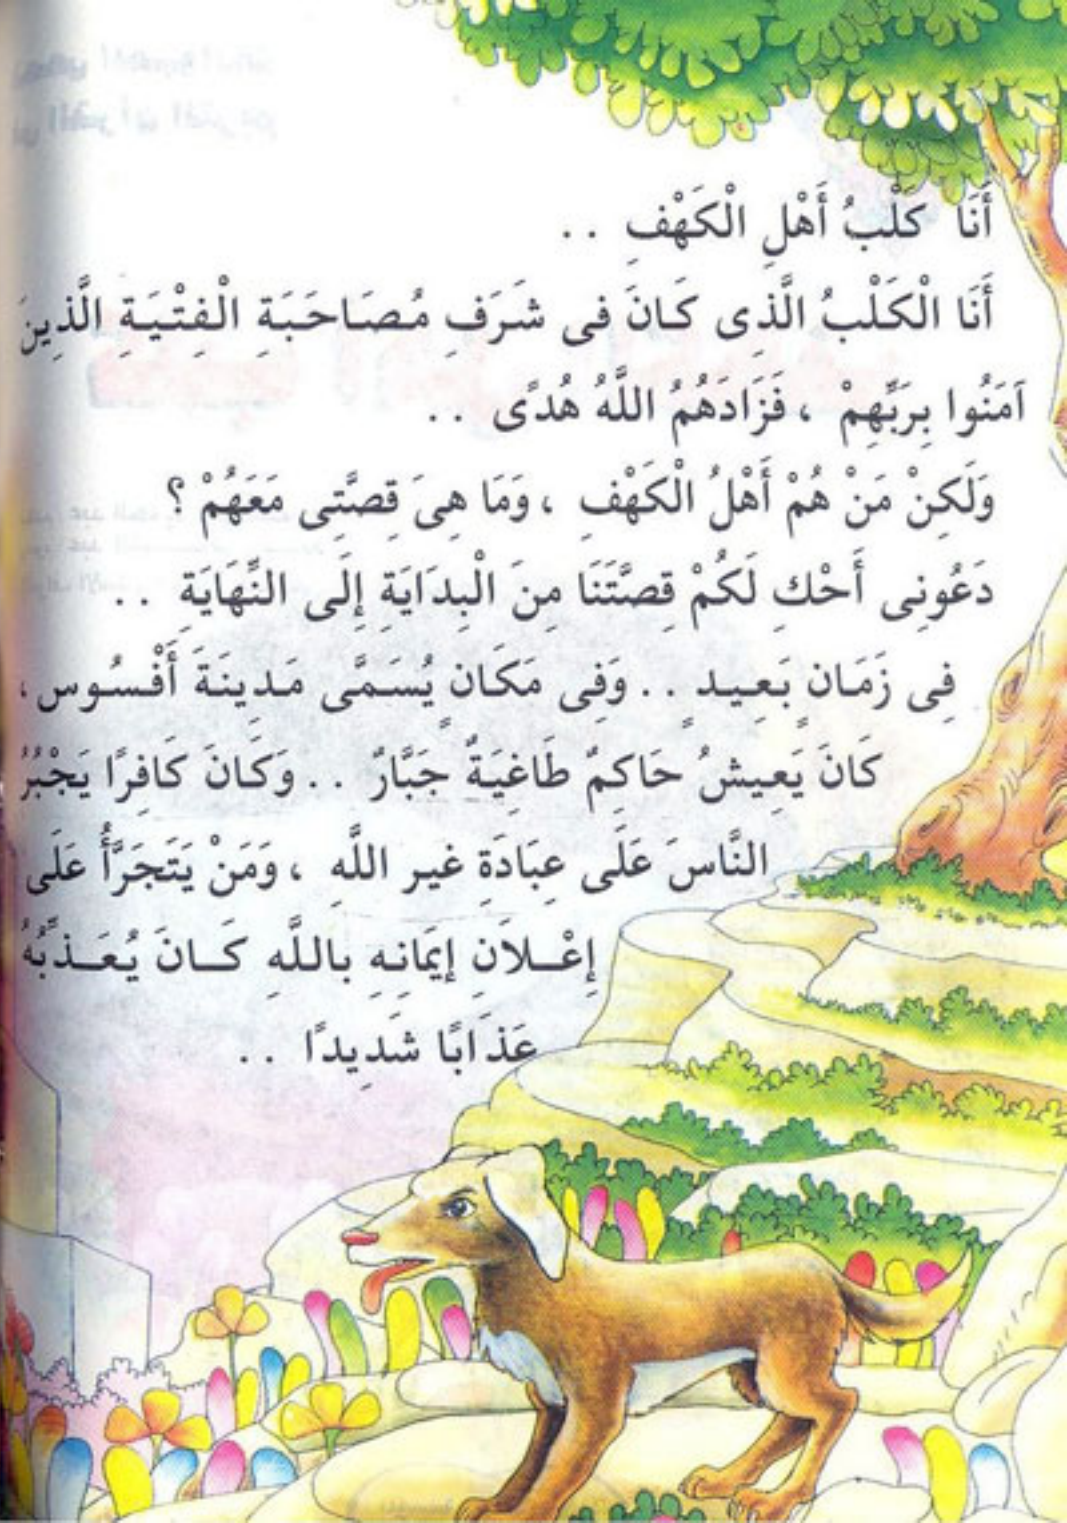 أَنَا كَلْبُ أَهْلِ الْكَهْفِ . .
أَنَا الْكَلْبُ الَّذِى كَانَ فى شَرَفِ مُصَاحَبَةِ الْفِتْيَةِ الَّذِينَ
آمَنُوا بِرَبِّهِمْ ، فَزَادَهُمُ اللَّهُ هُدًى . .
وَلَكِنْ مَنْ هُمْ أَهْلُ الْكَهْفِ ، وَمَا هِىَ قِصَّتِى مَعَهُمْ ؟
دَعُونِى أَحْكِ لَكُمْ قِصَّتَنَا مِنَ الْبِدَايَةِ إِلَى النِّهَايَةِ . .
فِى زَمَانٍ بَعِيدٍ . . وَفِى مَكَانٍ يُسَمَّى مَدِينَةَ أَفْسُوس ،
كَانَ يَعِيشُ حَاكِمٌ طَاغِيَةٌ جَبَّارٌ . . وَكَانَ كَافِرًا يَجْبُرُ
النَّاسَ عَلَى عِبَادَةِ غير اللَّهِ ، وَمَنْ يَتَجَرَّأُ عَلَى
إِعْلاَنِ إِيمَانِهِ بِاللَّهِ كَانَ يُعَذِّبُهُ
عَذَابًا شَدِيدًا . .